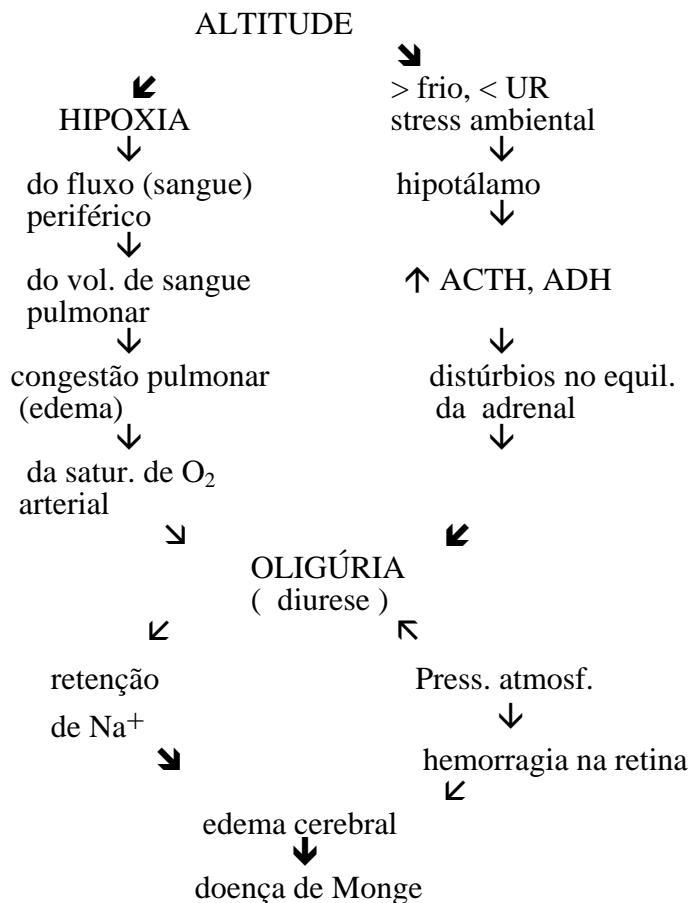 ALTITUDE
HIPOXIA
> frio, < UR
stress ambiental
do fluxo (sangue)
periférico
hipotálamo
do vol. de sangue
pulmonar
↑ ACTH, ADH
congestão pulmonar
(edema)
distúrbios no equil.
da adrenal
da satur. de O₂
arterial
OLIGÚRIA
( diurese )
retenção
de Na⁺
Press. atmosf.
hemorragia na retina
edema cerebral
doença de Monge